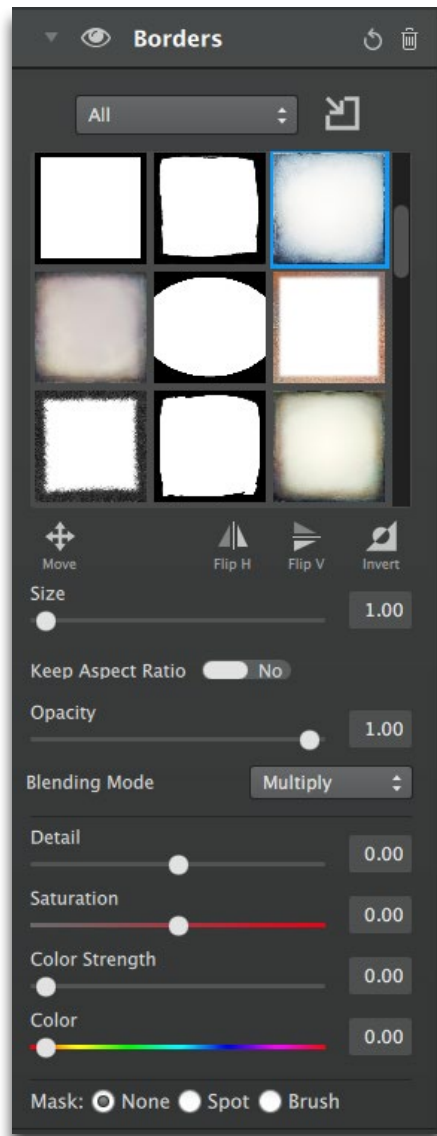 Borders
All
Move Flip H Flip V Invert
Size
1.00
Keep Aspect Ratio No
Opacity
1.00
Blending Mode Multiply
Detail
0.00
Saturation
0.00
Color Strength
0.00
Color
0.00
Mask: None Spot Brush